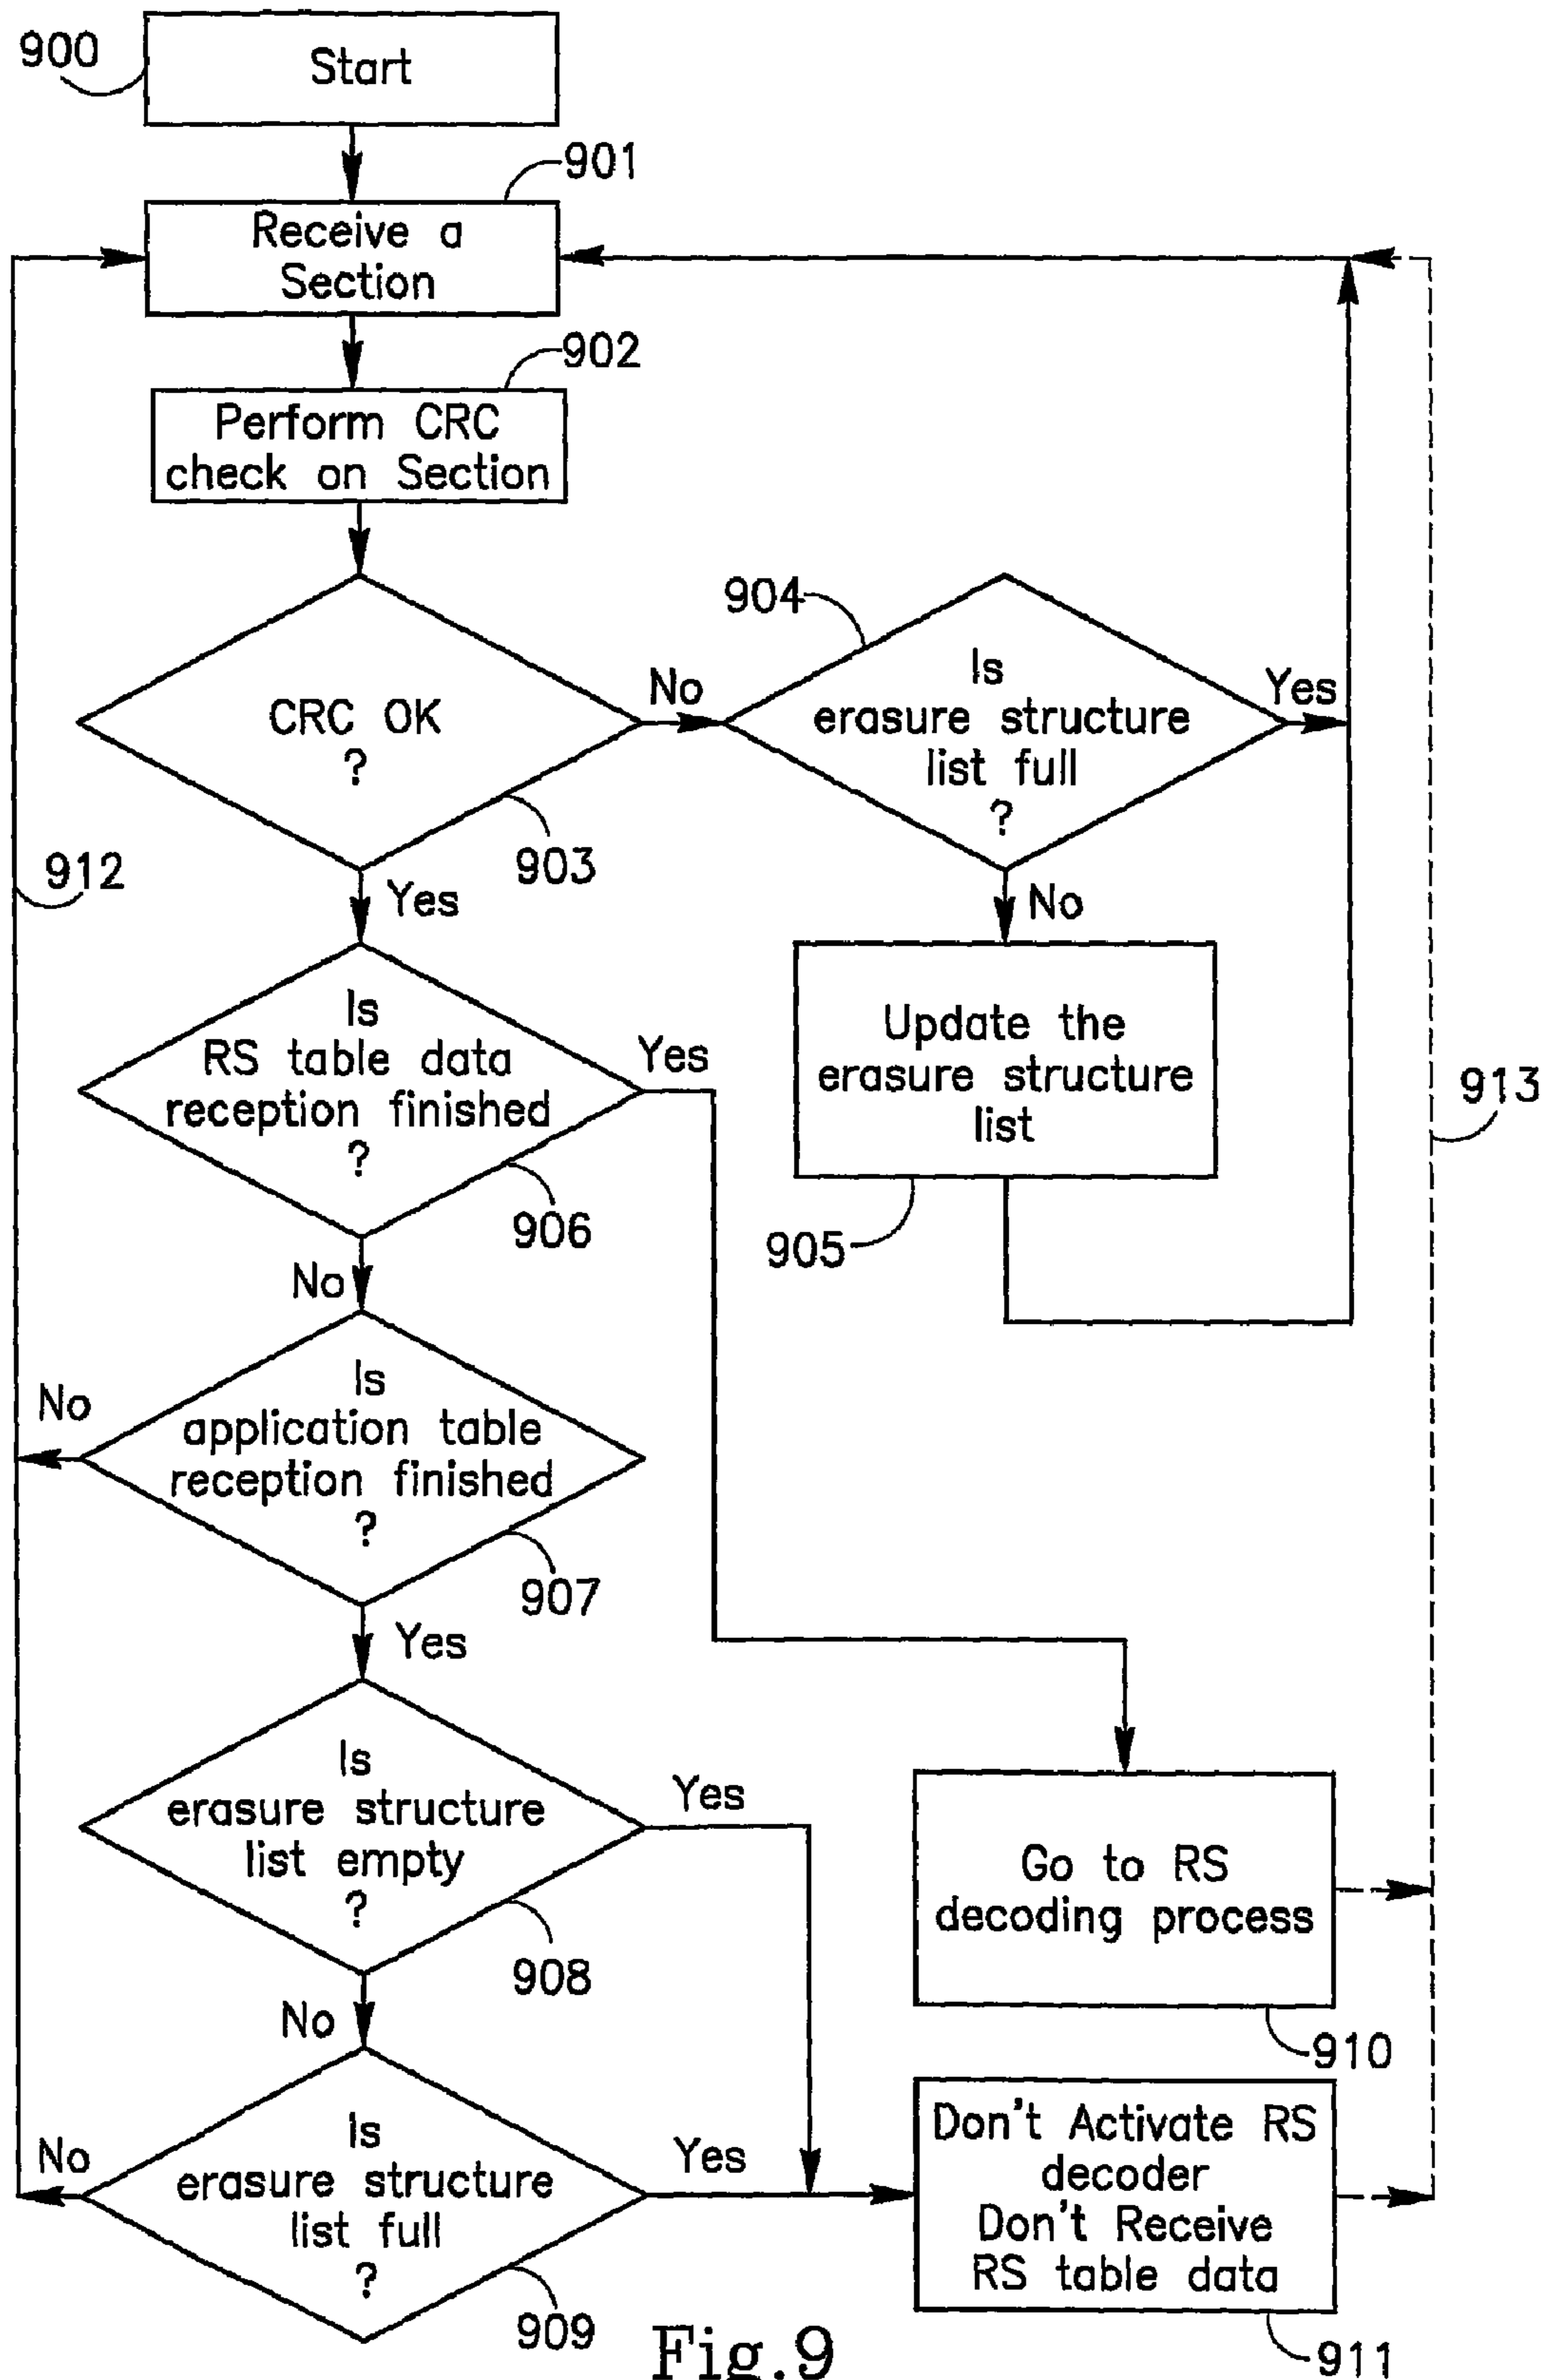 900
Start
901
Receive a
Section
902
Perform CRC
check on Section
904
CRC OK
?
No
Is
erasure structure
list full
?
Yes
903
912
Yes
No
Is
RS table data
reception finished
?
Yes
Update the
erasure structure
list
913
906
905
No
Is
application table
reception finished
?
No
907
Yes
Is
erasure structure
list empty
?
Yes
Go to RS
decoding process
908
910
No
Is
erasure structure
list full
?
No
Yes
Don't Activate RS
decoder
Don't Receive
RS table data
909
911
Fig.9